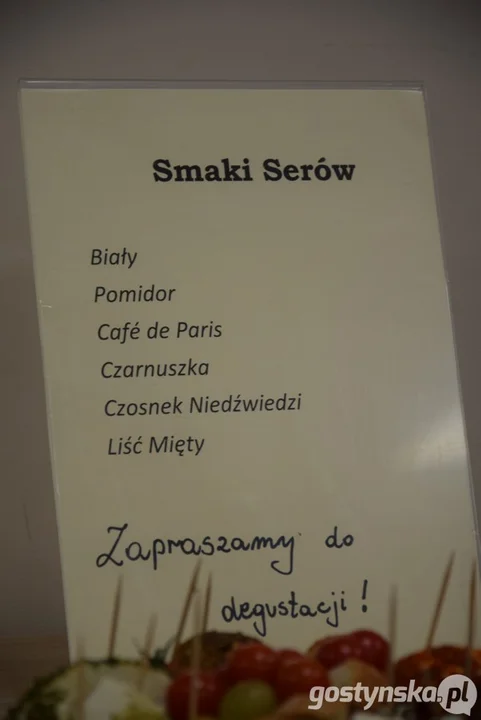 Smaki Serów
Biały
Pomidor
Café de Paris
Czarnuszka
Czosnek Niedźwiedzi
Liść Mięty
Zapraszamy do
degustacji!
gostynska.pl